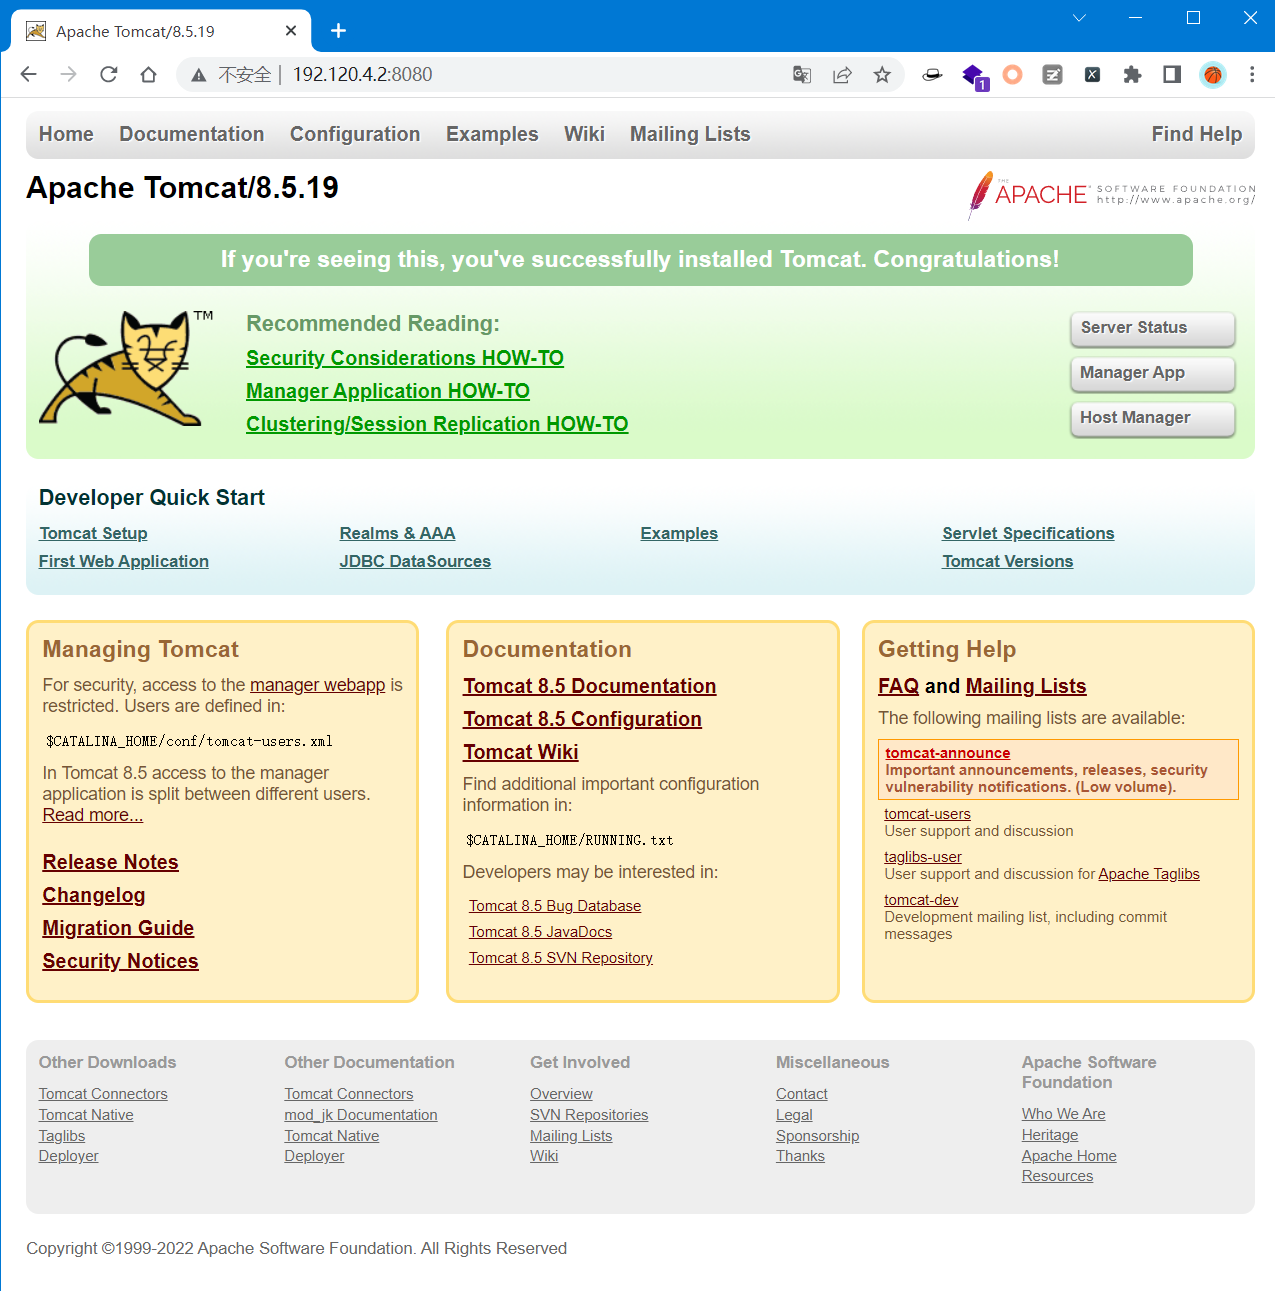 Apache Tomcat/8.5.19
不安全 | 192.120.4.2:8080
1
Home Documentation Configuration Examples Wiki Mailing Lists Find Help
Apache Tomcat/8.5.19
THE APACHE® SOFTWARE FOUNDATION
http://www.apache.org/
If you're seeing this, you've successfully installed Tomcat. Congratulations!
TM
Recommended Reading:
Security Considerations HOW-TO
Manager Application HOW-TO
Clustering/Session Replication HOW-TO
Server Status
Manager App
Host Manager
Developer Quick Start
Tomcat Setup
First Web Application
Realms & AAA
JDBC DataSources
Examples
Servlet Specifications
Tomcat Versions
Managing Tomcat
For security, access to the manager webapp is
restricted. Users are defined in:
$CATALINA_HOME/conf/tomcat-users.xml
In Tomcat 8.5 access to the manager
application is split between different users.
Read more...
Release Notes
Changelog
Migration Guide
Security Notices
Documentation
Tomcat 8.5 Documentation
Tomcat 8.5 Configuration
Tomcat Wiki
Find additional important configuration
information in:
$CATALINA_HOME/RUNNING.txt
Developers may be interested in:
Tomcat 8.5 Bug Database
Tomcat 8.5 JavaDocs
Tomcat 8.5 SVN Repository
Getting Help
FAQ and Mailing Lists
The following mailing lists are available:
tomcat-announce
Important announcements, releases, security
vulnerability notifications. (Low volume).
tomcat-users
User support and discussion
taglibs-user
User support and discussion for Apache Taglibs
tomcat-dev
Development mailing list, including commit
messages
Other Downloads
Tomcat Connectors
Tomcat Native
Taglibs
Deployer
Other Documentation
Tomcat Connectors
mod_jk Documentation
Tomcat Native
Deployer
Get Involved
Overview
SVN Repositories
Mailing Lists
Wiki
Miscellaneous
Contact
Legal
Sponsorship
Thanks
Apache Software
Foundation
Who We Are
Heritage
Apache Home
Resources
Copyright ©1999-2022 Apache Software Foundation. All Rights Reserved